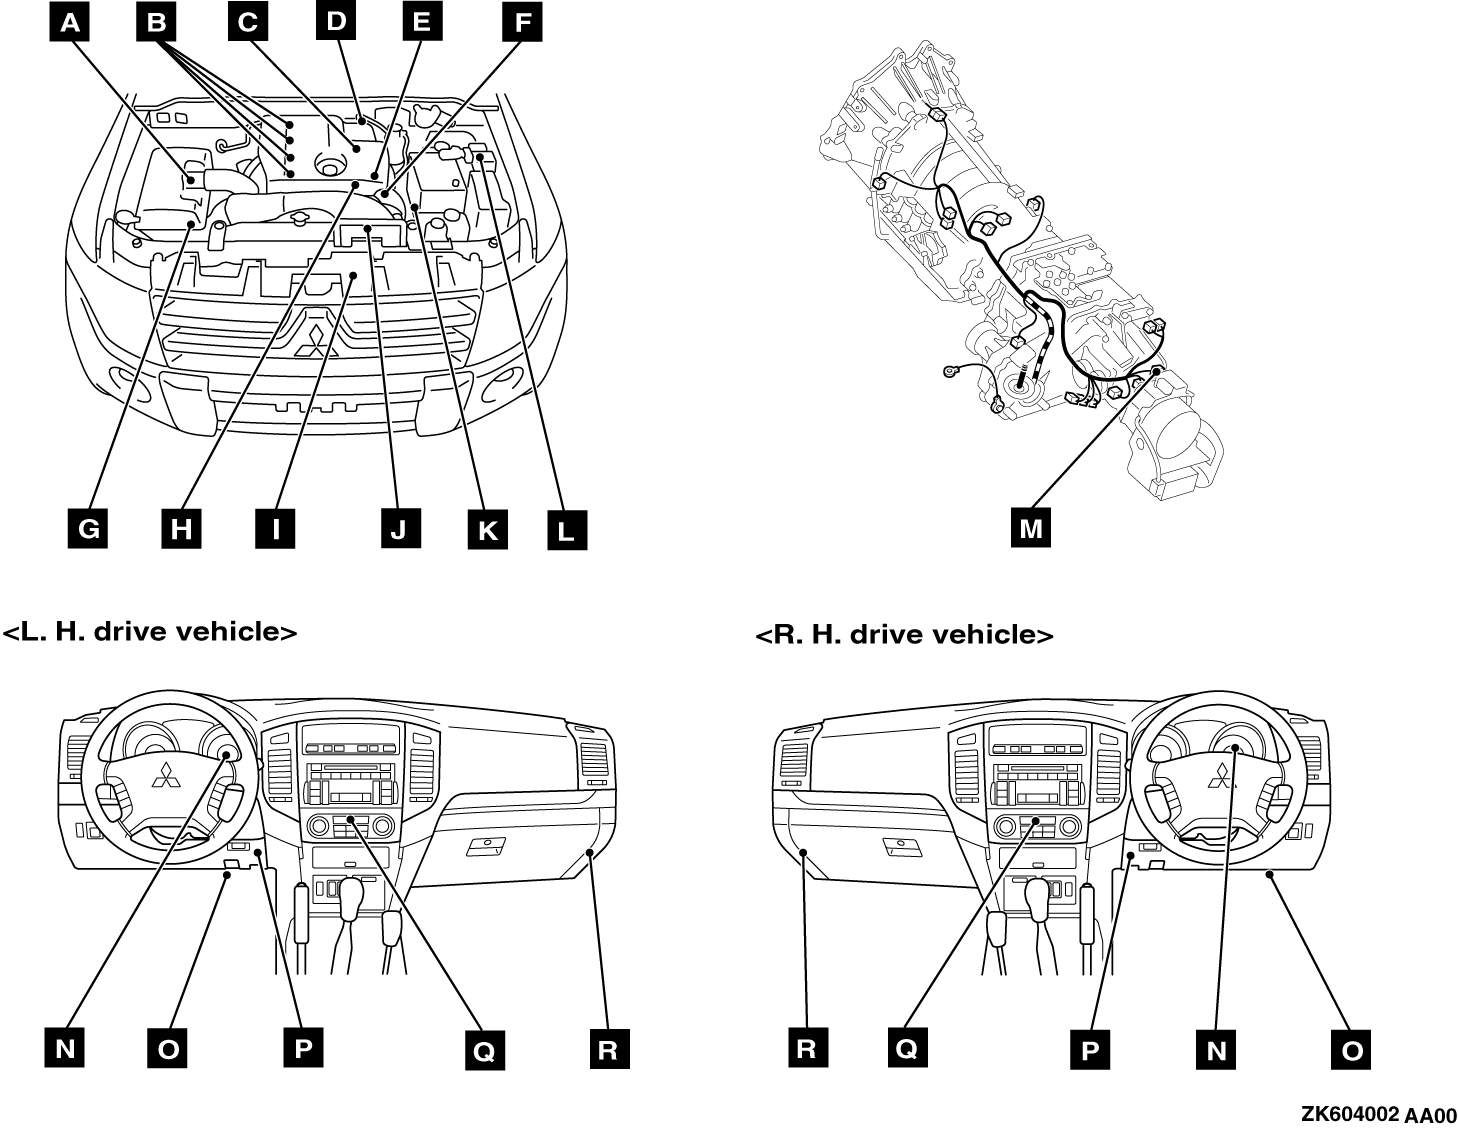 A B C D E F
G H I J K L
M
<L. H. drive vehicle>
<R. H. drive vehicle>
N O P Q R
R Q P N O
ZK604002 AA00